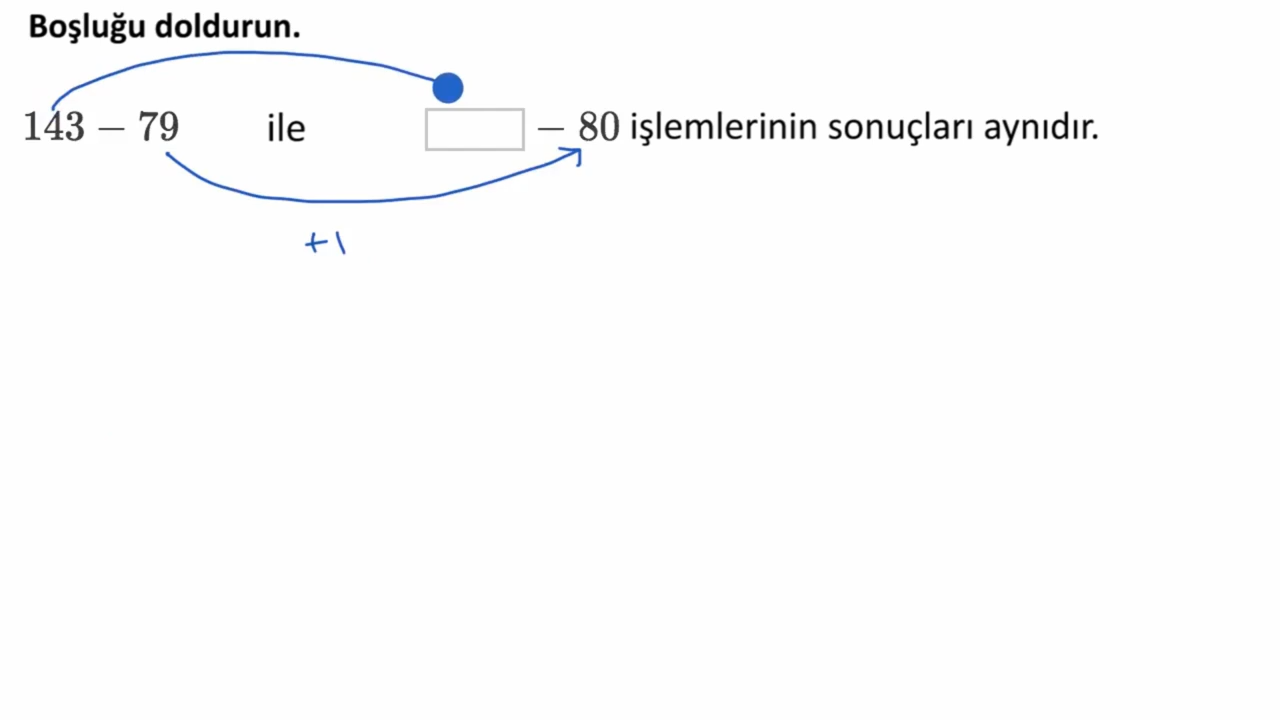 Boşluğu doldurun.
143 − 79 ile − 80 işlemlerinin sonuçları aynıdır.
+1